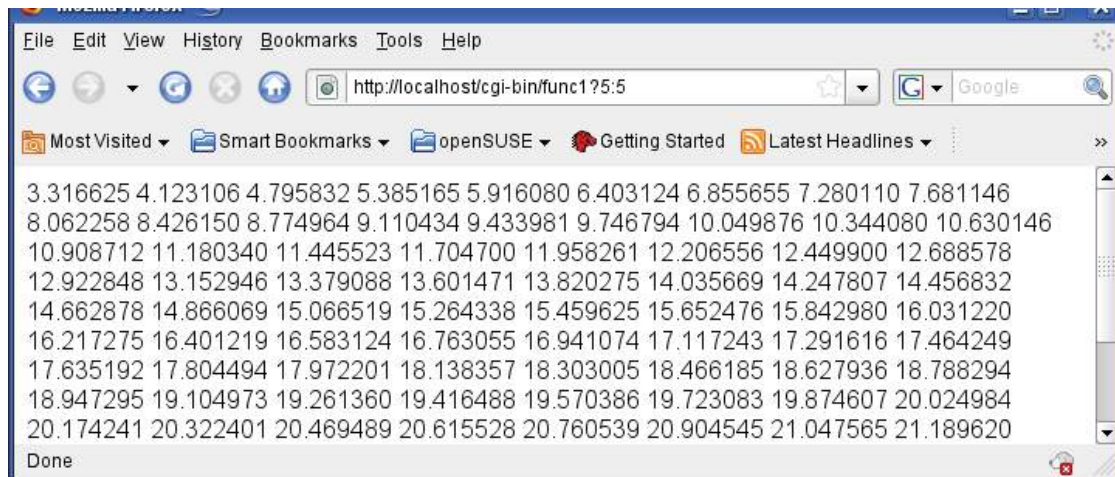 Mozilla Firefox
File Edit View History Bookmarks Tools Help
http://localhost/cgi-bin/func1?5:5 G Google
Most Visited Smart Bookmarks openSUSE Getting Started Latest Headlines »
3.316625 4.123106 4.795832 5.385165 5.916080 6.403124 6.855655 7.280110 7.681146
8.062258 8.426150 8.774964 9.110434 9.433981 9.746794 10.049876 10.344080 10.630146
10.908712 11.180340 11.445523 11.704700 11.958261 12.206556 12.449900 12.688578
12.922848 13.152946 13.379088 13.601471 13.820275 14.035669 14.247807 14.456832
14.662878 14.866069 15.066519 15.264338 15.459625 15.652476 15.842980 16.031220
16.217275 16.401219 16.583124 16.763055 16.941074 17.117243 17.291616 17.464249
17.635192 17.804494 17.972201 18.138357 18.303005 18.466185 18.627936 18.788294
18.947295 19.104973 19.261360 19.416488 19.570386 19.723083 19.874607 20.024984
20.174241 20.322401 20.469489 20.615528 20.760539 20.904545 21.047565 21.189620
Done